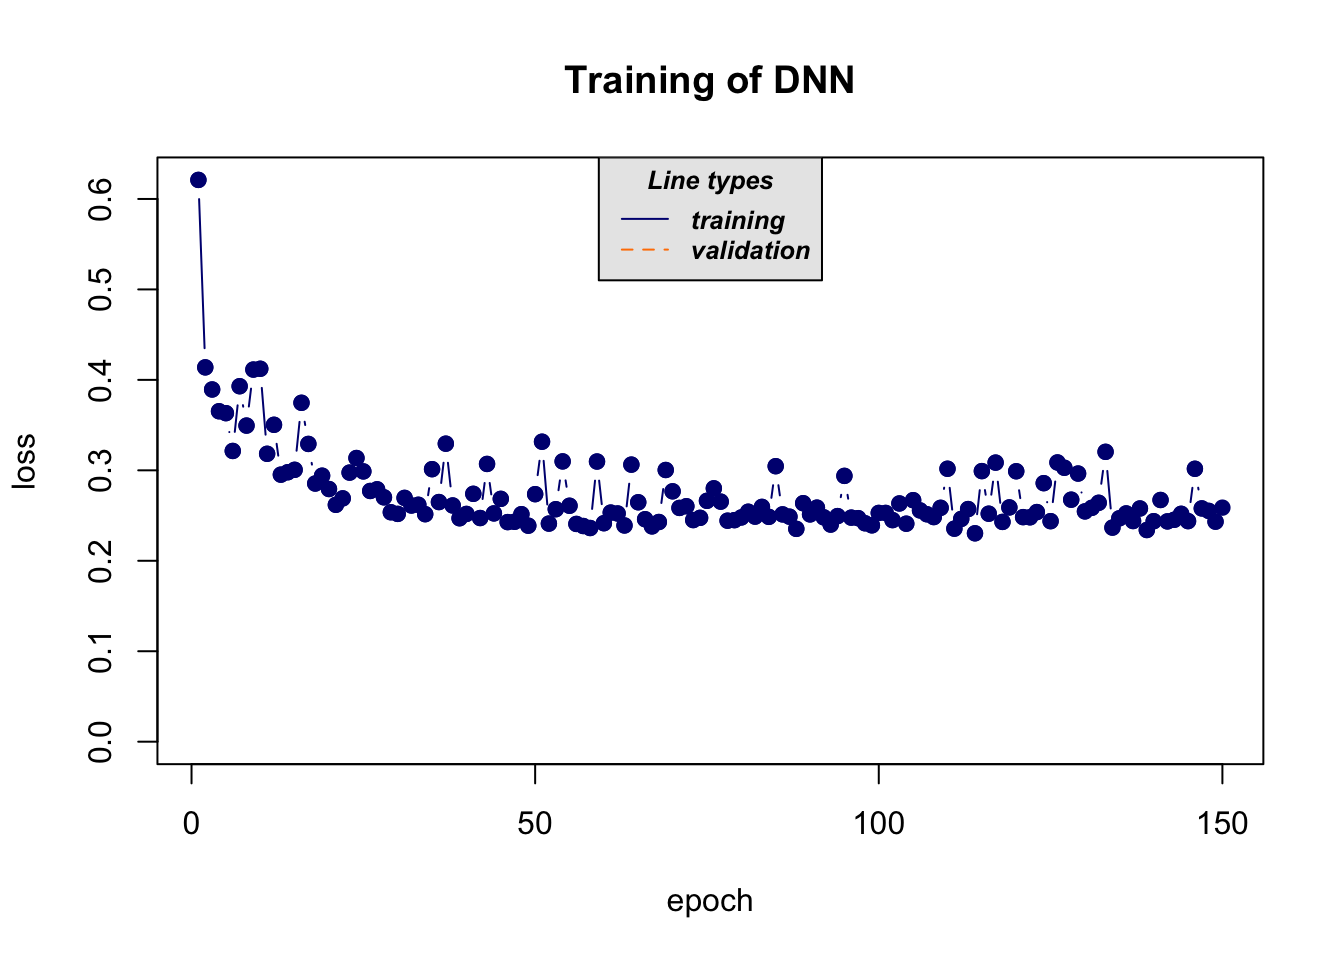 Training of DNN
Line types
training
validation
0.6
0.5
0.4
0.3
0.2
0.1
0.0
loss
0 50 100 150
epoch